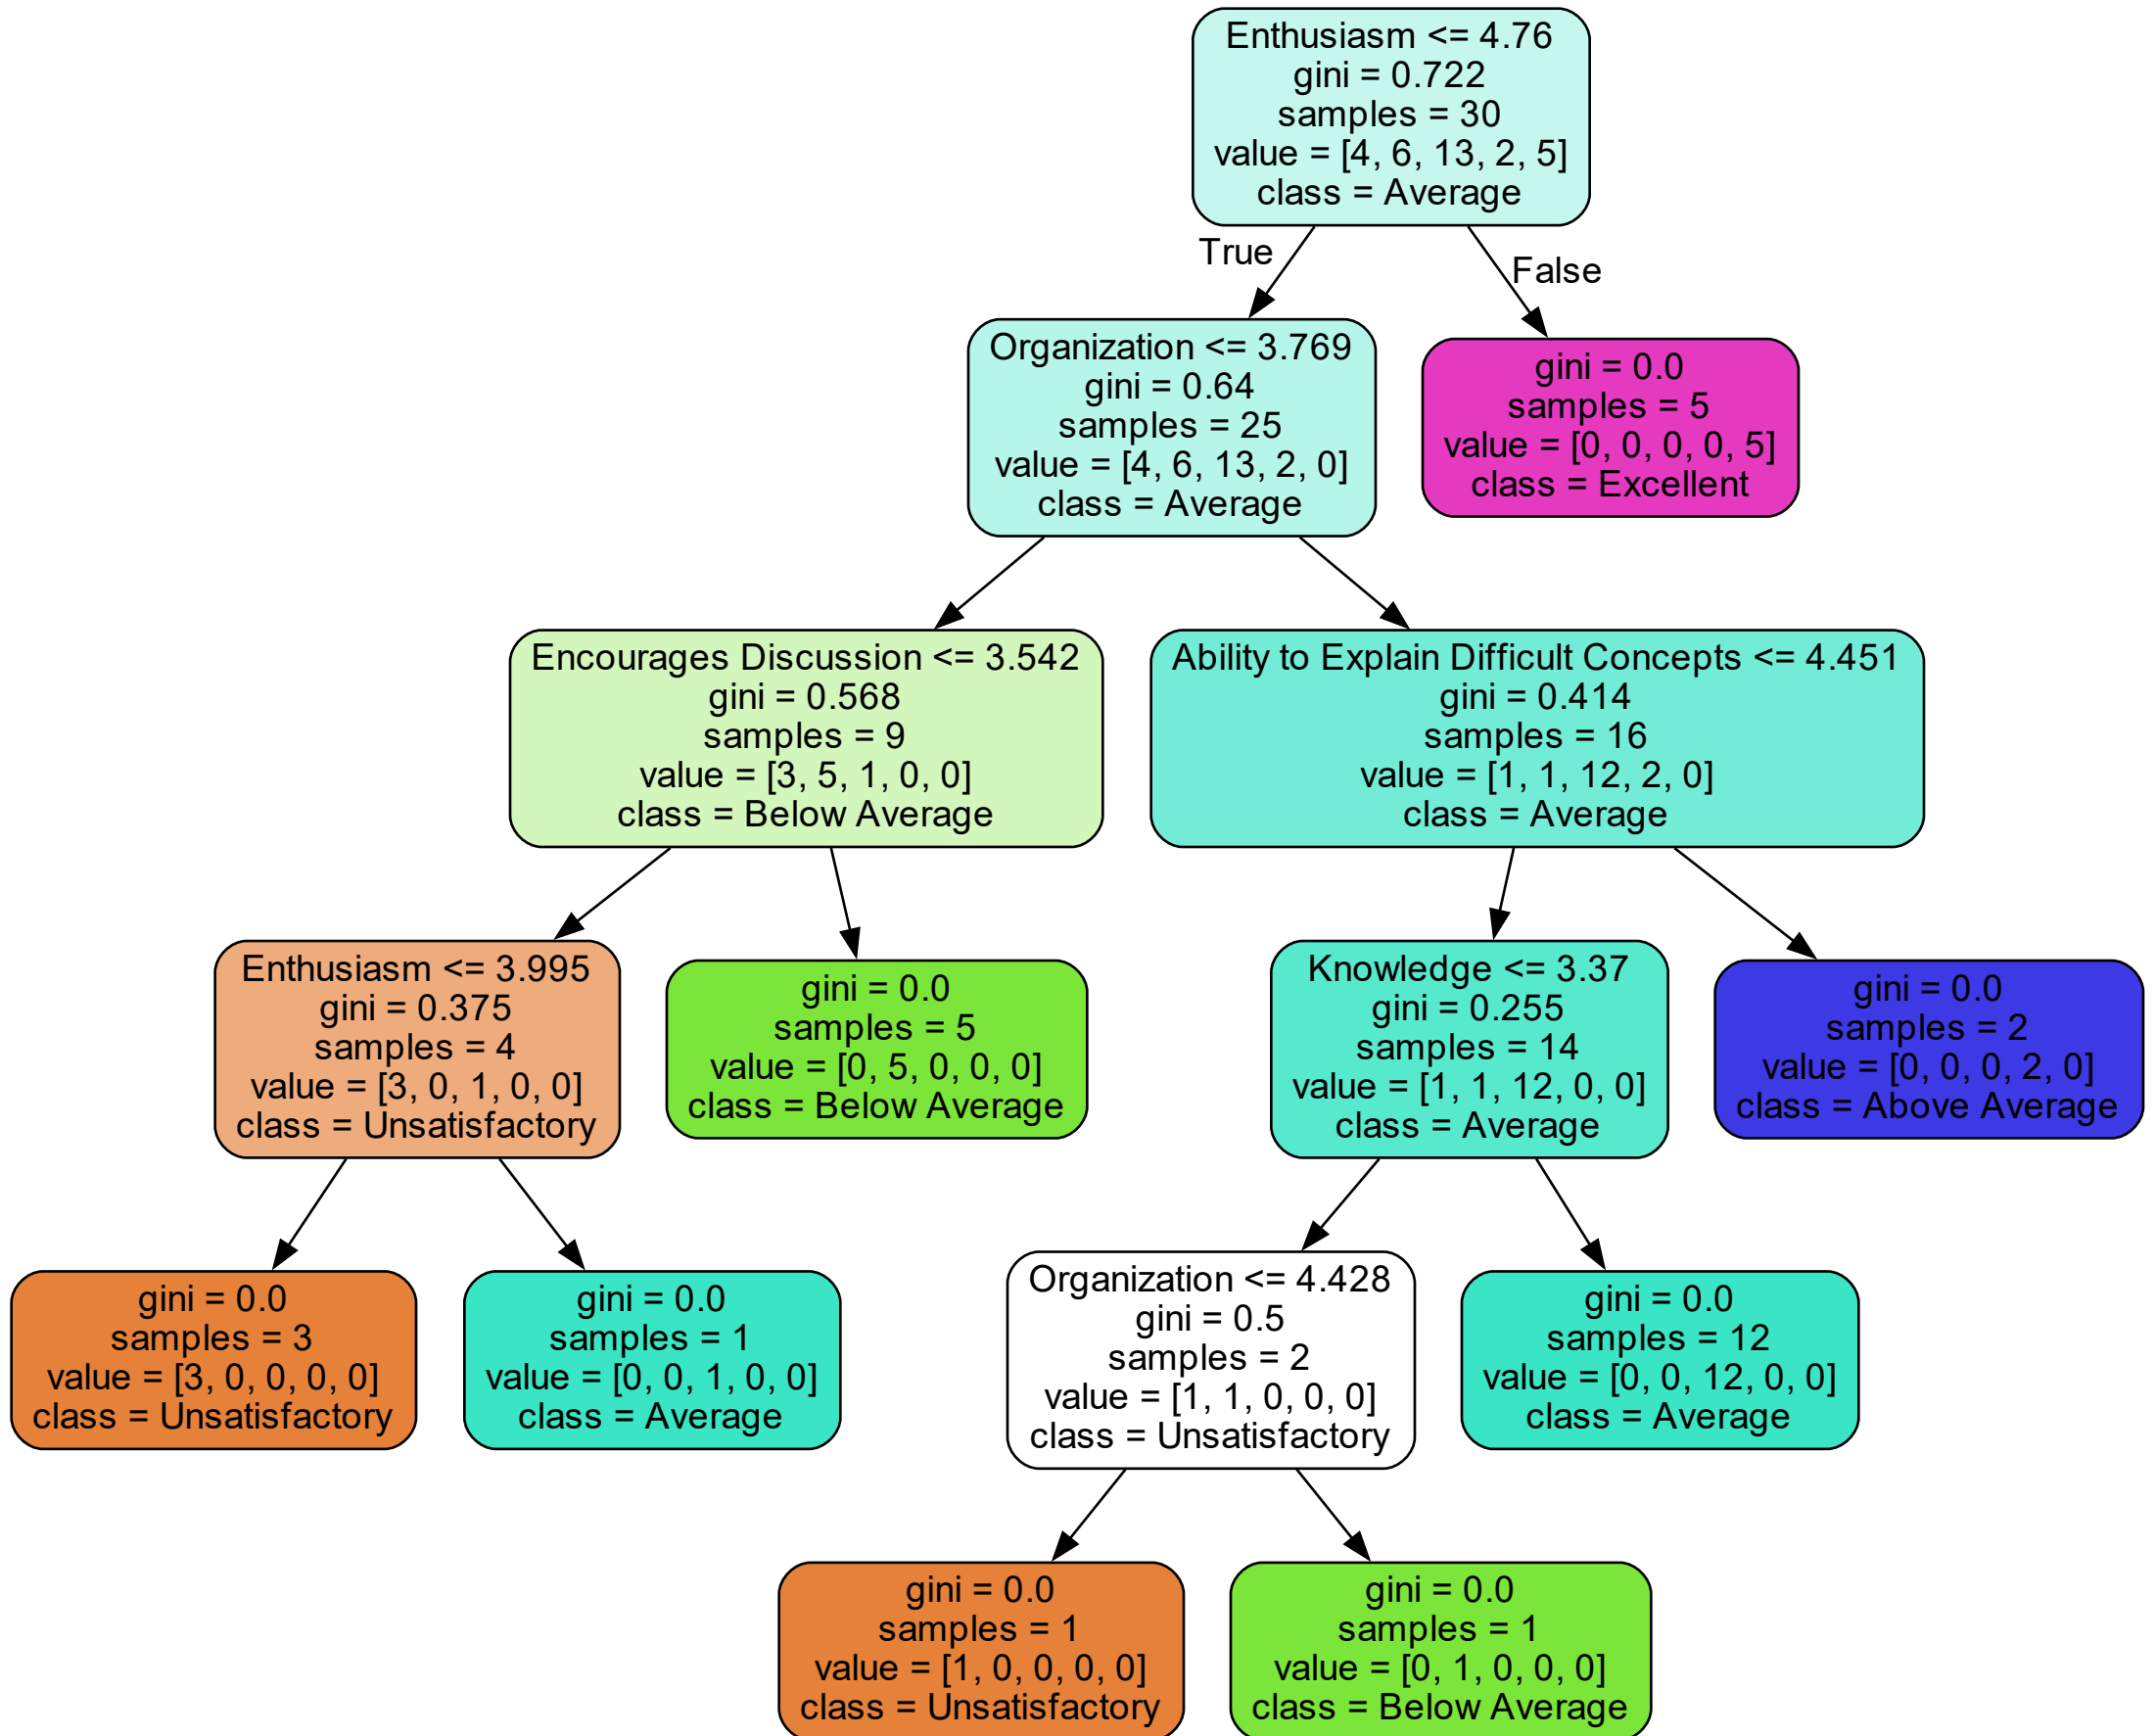 Enthusiasm <= 4.76
gini = 0.722
samples = 30
value = [4, 6, 13, 2, 5]
class = Average
True
False
Organization <= 3.769
gini = 0.64
samples = 25
value = [4, 6, 13, 2, 0]
class = Average
gini = 0.0
samples = 5
value = [0, 0, 0, 0, 5]
class = Excellent
Encourages Discussion <= 3.542
gini = 0.568
samples = 9
value = [3, 5, 1, 0, 0]
class = Below Average
Ability to Explain Difficult Concepts <= 4.451
gini = 0.414
samples = 16
value = [1, 1, 12, 2, 0]
class = Average
Enthusiasm <= 3.995
gini = 0.375
samples = 4
value = [3, 0, 1, 0, 0]
class = Unsatisfactory
gini = 0.0
samples = 5
value = [0, 5, 0, 0, 0]
class = Below Average
Knowledge <= 3.37
gini = 0.255
samples = 14
value = [1, 1, 12, 0, 0]
class = Average
gini = 0.0
samples = 2
value = [0, 0, 0, 2, 0]
class = Above Average
gini = 0.0
samples = 3
value = [3, 0, 0, 0, 0]
class = Unsatisfactory
gini = 0.0
samples = 1
value = [0, 0, 1, 0, 0]
class = Average
Organization <= 4.428
gini = 0.5
samples = 2
value = [1, 1, 0, 0, 0]
class = Unsatisfactory
gini = 0.0
samples = 12
value = [0, 0, 12, 0, 0]
class = Average
gini = 0.0
samples = 1
value = [1, 0, 0, 0, 0]
class = Unsatisfactory
gini = 0.0
samples = 1
value = [0, 1, 0, 0, 0]
class = Below Average